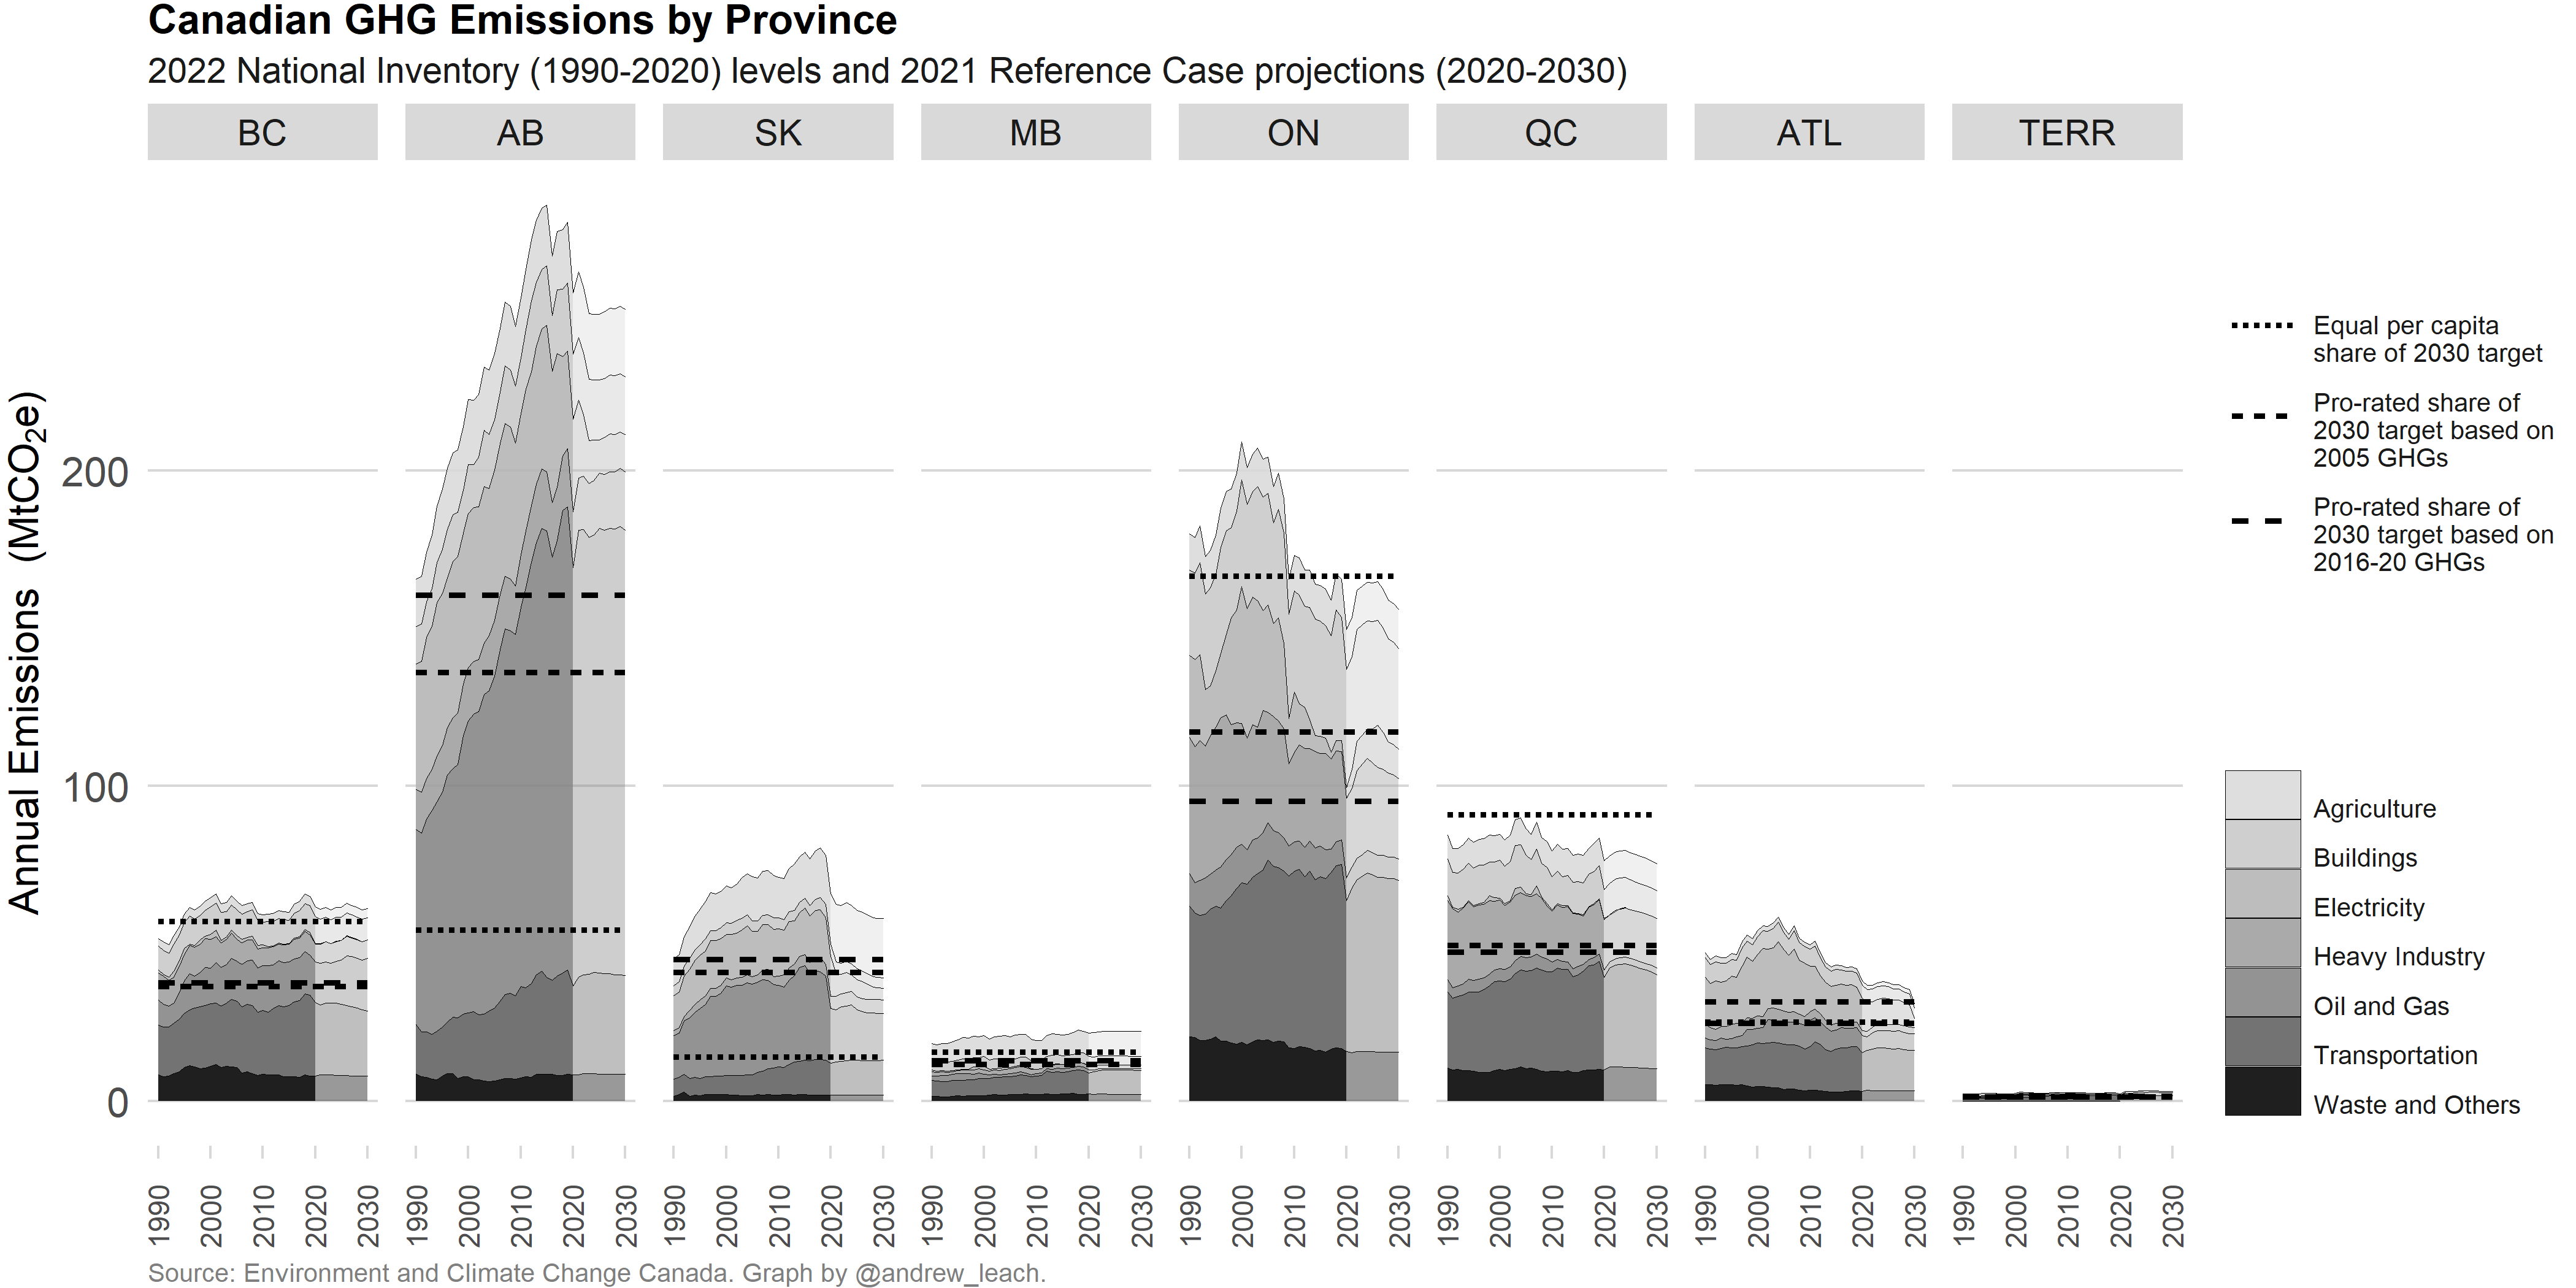 Canadian GHG Emissions by Province
2022 National Inventory (1990-2020) levels and 2021 Reference Case projections (2020-2030)
BC AB SK MB ON QC ATL TERR
Annual Emissions (MtCO₂e)
200
100
0
1990 2000 2010 2020 2030 1990 2000 2010 2020 2030 1990 2000 2010 2020 2030 1990 2000 2010 2020 2030 1990 2000 2010 2020 2030 1990 2000 2010 2020 2030 1990 2000 2010 2020 2030 1990 2000 2010 2020 2030
Equal per capita
share of 2030 target
Pro-rated share of
2030 target based on
2005 GHGs
Pro-rated share of
2030 target based on
2016-20 GHGs
Agriculture
Buildings
Electricity
Heavy Industry
Oil and Gas
Transportation
Waste and Others
Source: Environment and Climate Change Canada. Graph by @andrew_leach.